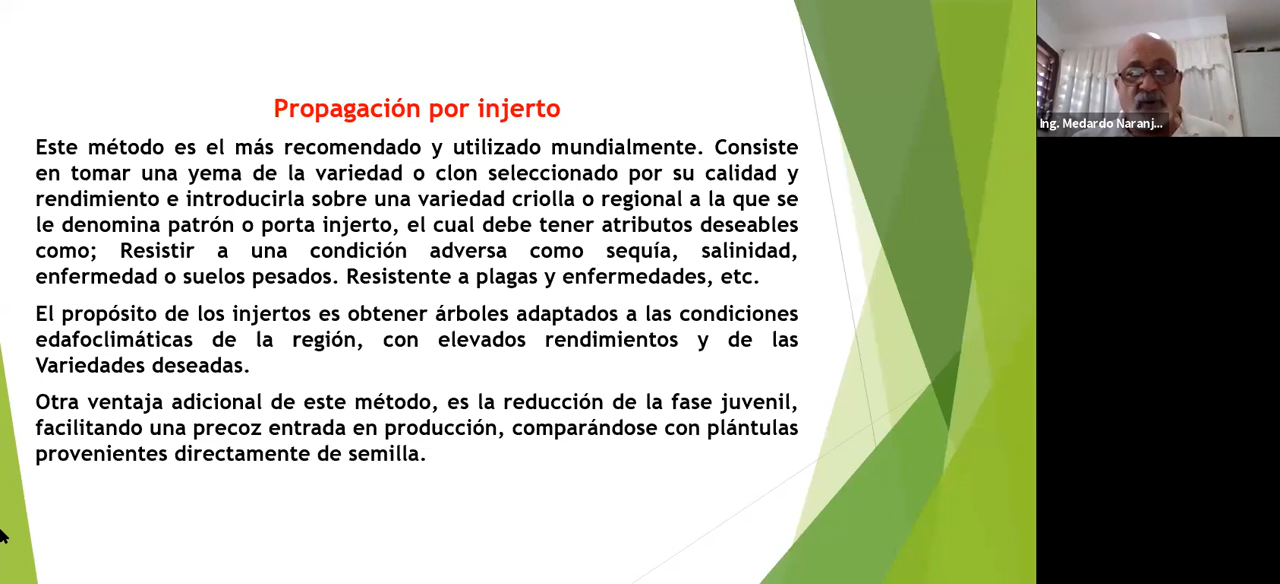 Propagación por injerto
Este método es el más recomendado y utilizado mundialmente. Consiste
en tomar una yema de la variedad o clon seleccionado por su calidad y
rendimiento e introducirla sobre una variedad criolla o regional a la que se
le denomina patrón o porta injerto, el cual debe tener atributos deseables
como; Resistir a una condición adversa como sequía, salinidad,
enfermedad o suelos pesados. Resistente a plagas y enfermedades, etc.
El propósito de los injertos es obtener árboles adaptados a las condiciones
edafoclimáticas de la región, con elevados rendimientos y de las
Variedades deseadas.
Otra ventaja adicional de este método, es la reducción de la fase juvenil,
facilitando una precoz entrada en producción, comparándose con plántulas
provenientes directamente de semilla.
Ing. Medardo Naranj...